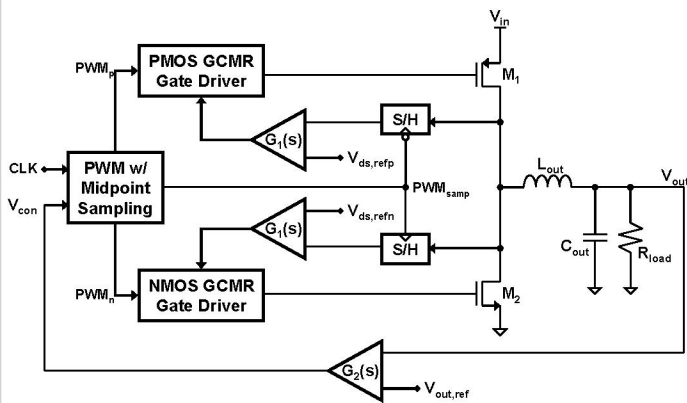 V_in
PMOS GCMR
Gate Driver
PWM_p
M_1
S/H
G_1(s)
V_ds,refp
CLK
PWM w/
Midpoint
Sampling
PWM_samp
L_out
V_out
V_con
V_ds,refn
G_1(s)
S/H
C_out
R_load
PWM_n
NMOS GCMR
Gate Driver
M_2
G_2(s)
V_out,ref